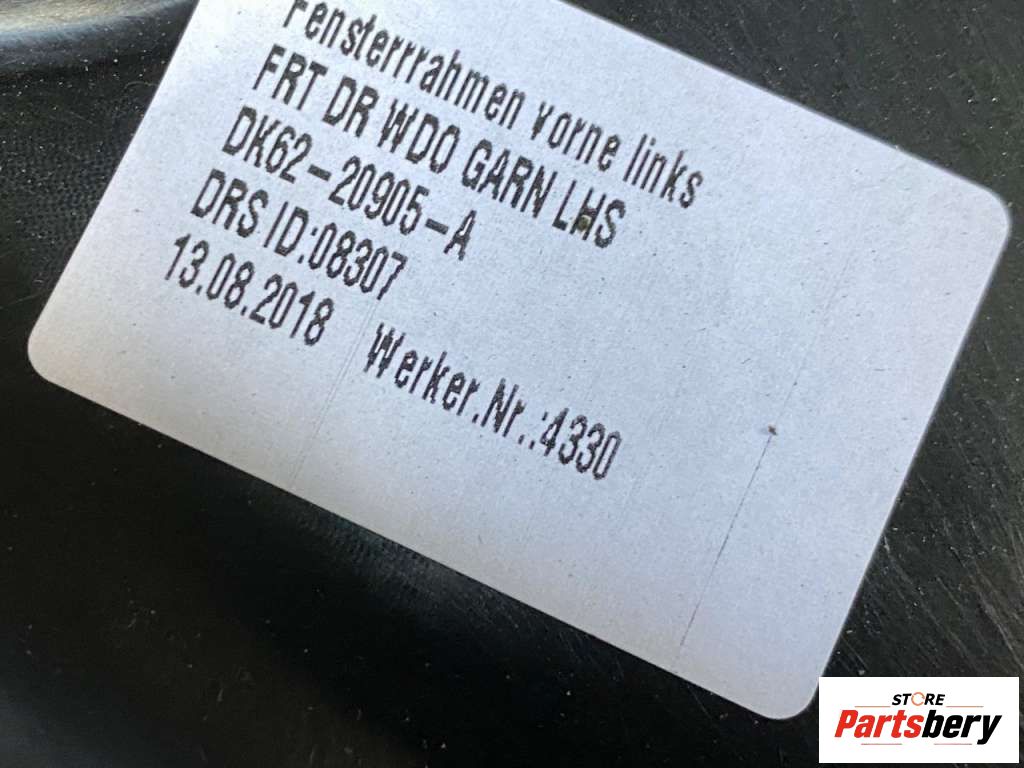 Fensterrrahmen vorne links
FRT DR WDO GARN LHS
DK62-20905-A
DRS ID:08307
13.08.2018 Werker.Nr.:4330
STORE
Partsbery